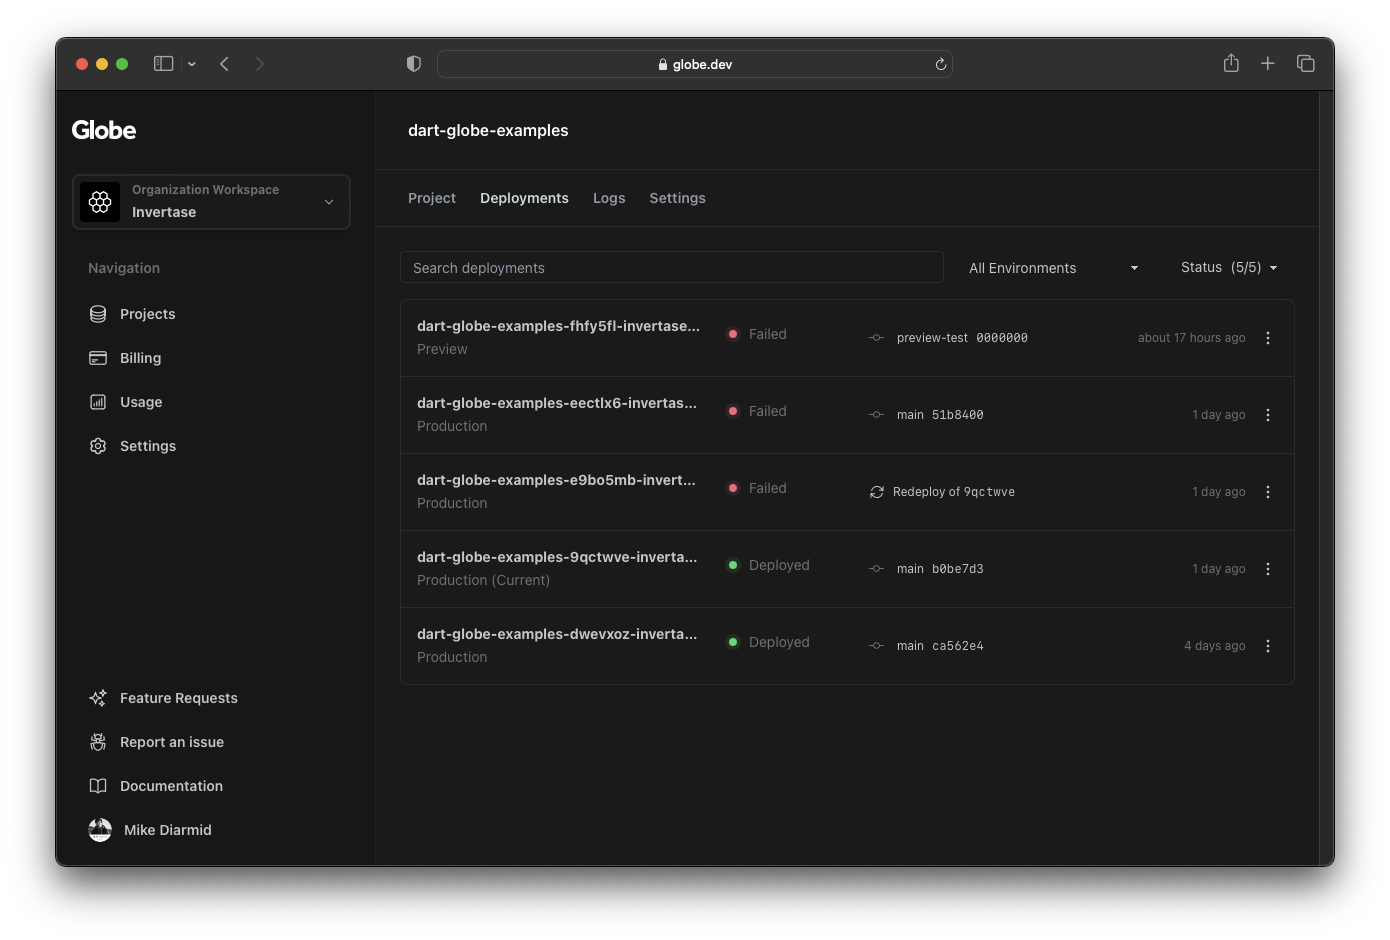 globe.dev
Globe
Organization Workspace
Invertase
Navigation
Projects
Billing
Usage
Settings
Feature Requests
Report an issue
Documentation
Mike Diarmid
dart-globe-examples
Project Deployments Logs Settings
Search deployments All Environments Status (5/5)
dart-globe-examples-fhfy5fl-invertase... Failed preview-test 0000000 about 17 hours ago
Preview
dart-globe-examples-eectlx6-invertas... Failed main 51b8400 1 day ago
Production
dart-globe-examples-e9bo5mb-invert... Failed Redeploy of 9qctwve 1 day ago
Production
dart-globe-examples-9qctwve-inverta... Deployed main b0be7d3 1 day ago
Production (Current)
dart-globe-examples-dwevxoz-inverta... Deployed main ca562e4 4 days ago
Production